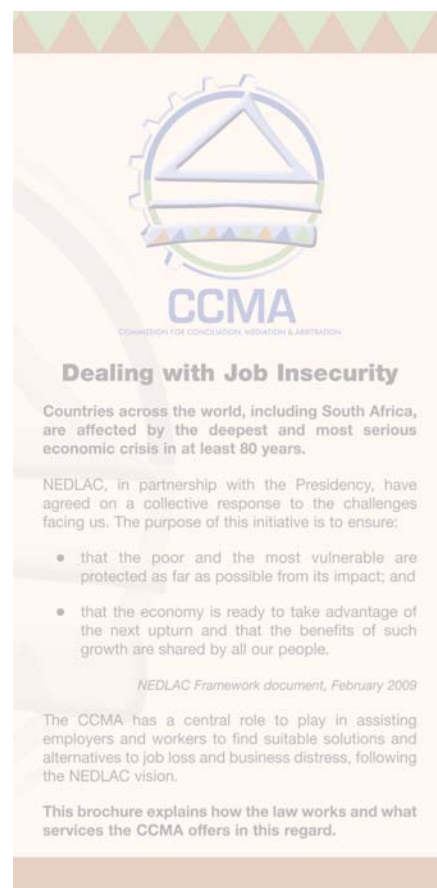 CCMA
COMMISSION FOR CONCILIATION, MEDIATION & ARBITRATION
Dealing with Job Insecurity
Countries across the world, including South Africa,
are affected by the deepest and most serious
economic crisis in at least 80 years.
NEDLAC, in partnership with the Presidency, have
agreed on a collective response to the challenges
facing us. The purpose of this initiative is to ensure:
● that the poor and the most vulnerable are
protected as far as possible from its impact; and
● that the economy is ready to take advantage of
the next upturn and that the benefits of such
growth are shared by all our people.
NEDLAC Framework document, February 2009
The CCMA has a central role to play in assisting
employers and workers to find suitable solutions and
alternatives to job loss and business distress, following
the NEDLAC vision.
This brochure explains how the law works and what
services the CCMA offers in this regard.